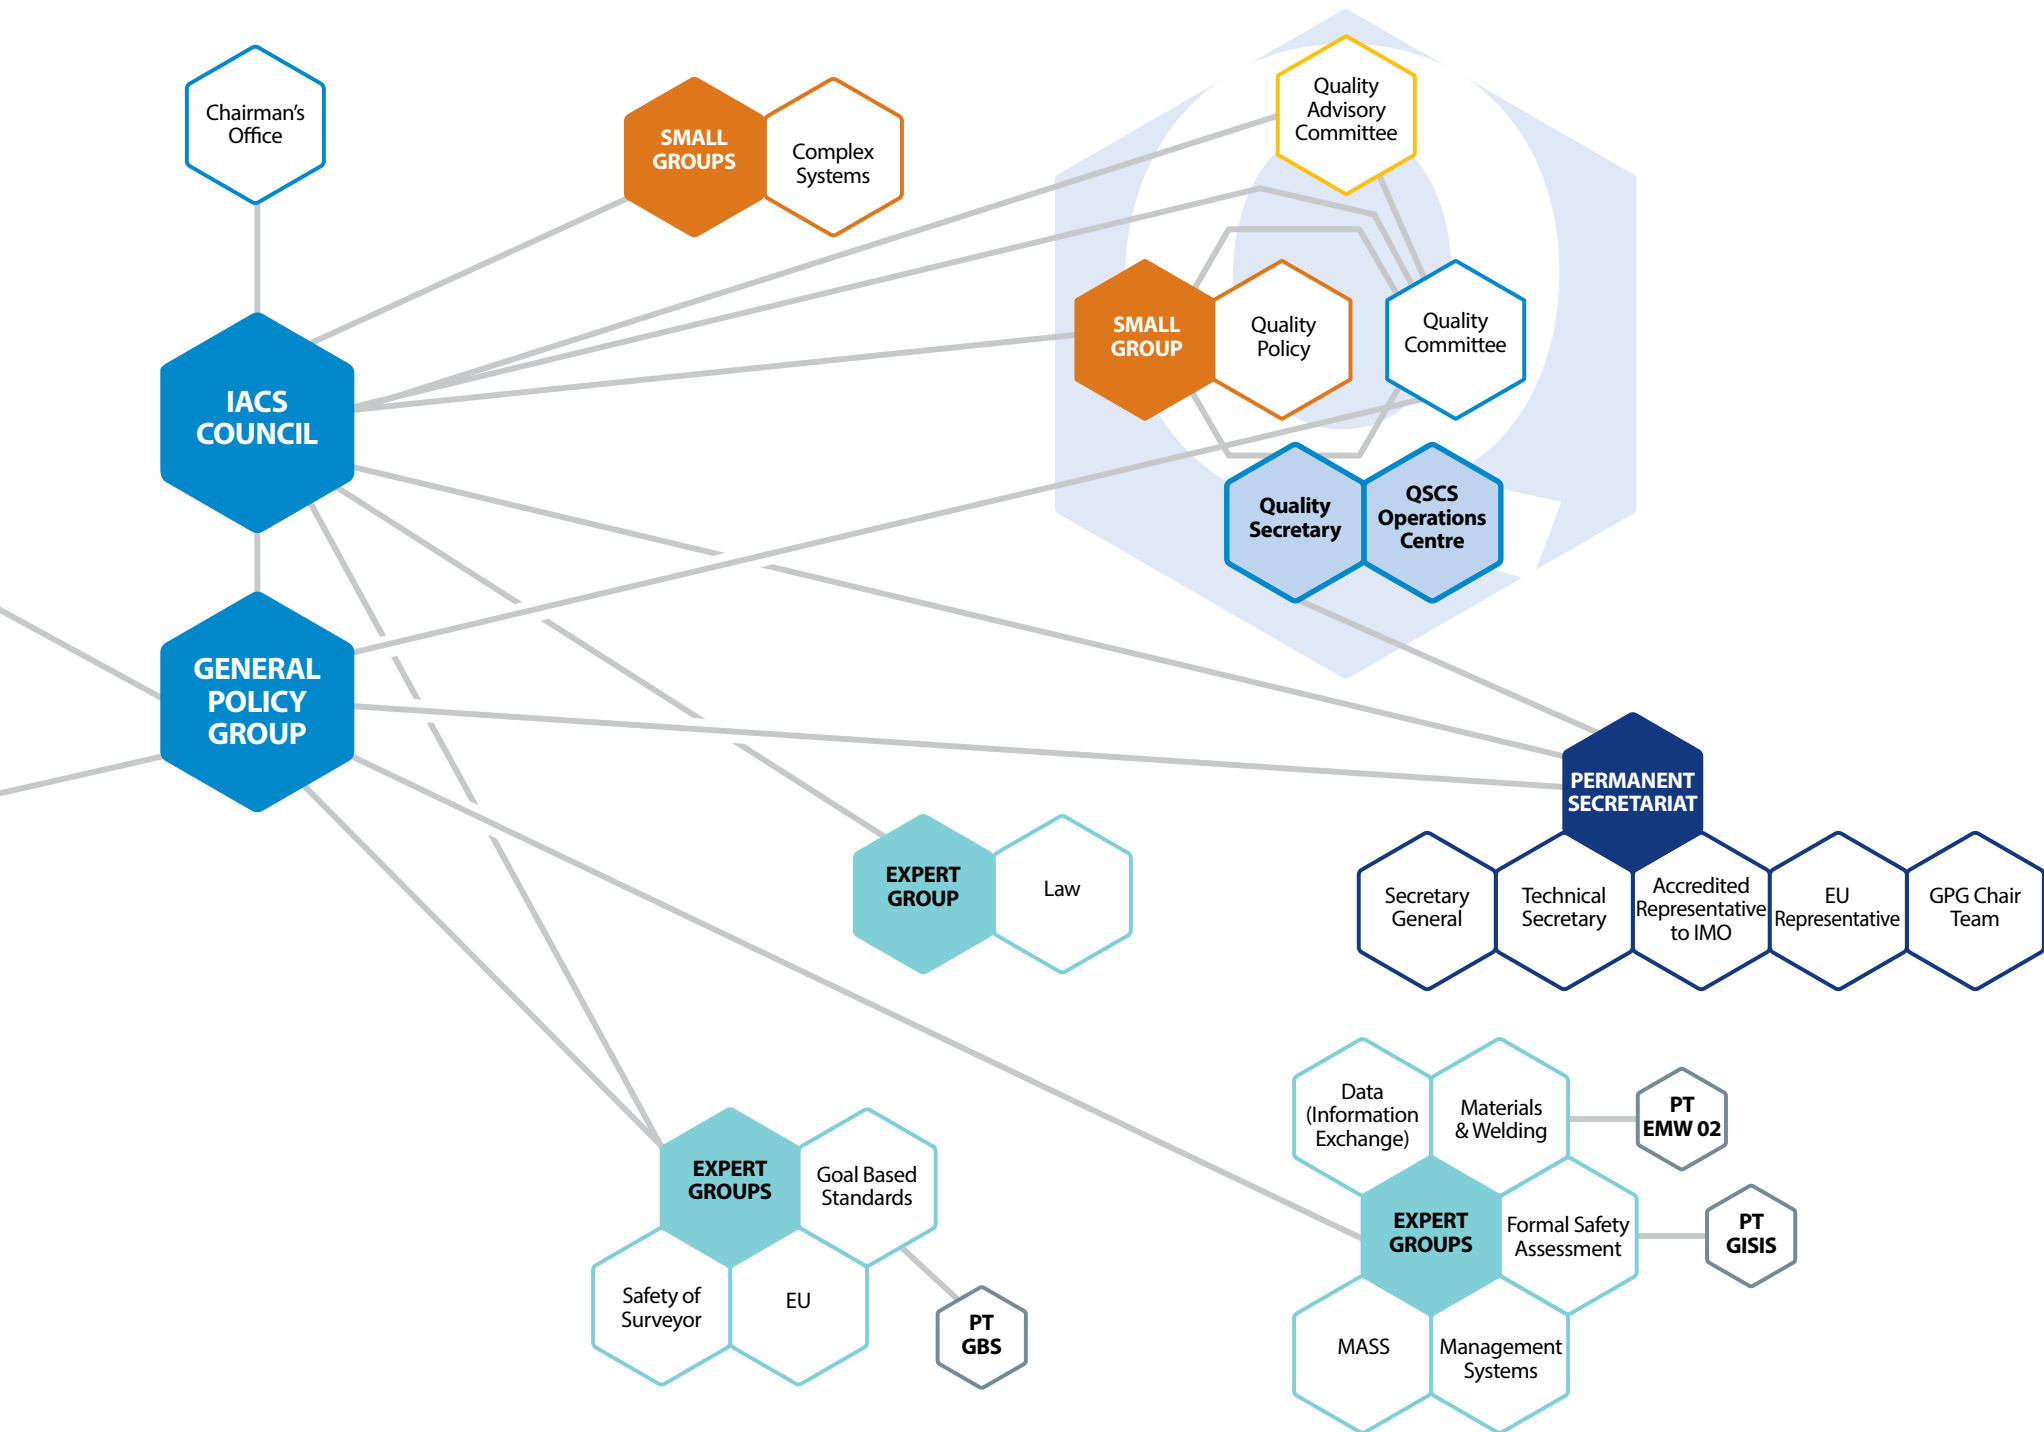 Chairman's
Office
SMALL
GROUPS
Complex
Systems
Quality
Advisory
Committee
SMALL
GROUP
Quality
Policy
Quality
Committee
IACS
COUNCIL
Quality
Secretary
QSCS
Operations
Centre
GENERAL
POLICY
GROUP
PERMANENT
SECRETARIAT
EXPERT
GROUP
Law
Secretary
General
Technical
Secretary
Accredited
Representative
to IMO
EU
Representative
GPG Chair
Team
Data
(Information
Exchange)
Materials
& Welding
PT
EMW 02
EXPERT
GROUPS
Goal Based
Standards
EXPERT
GROUPS
Formal Safety
Assessment
PT
GISIS
Safety of
Surveyor
EU
PT
GBS
MASS
Management
Systems